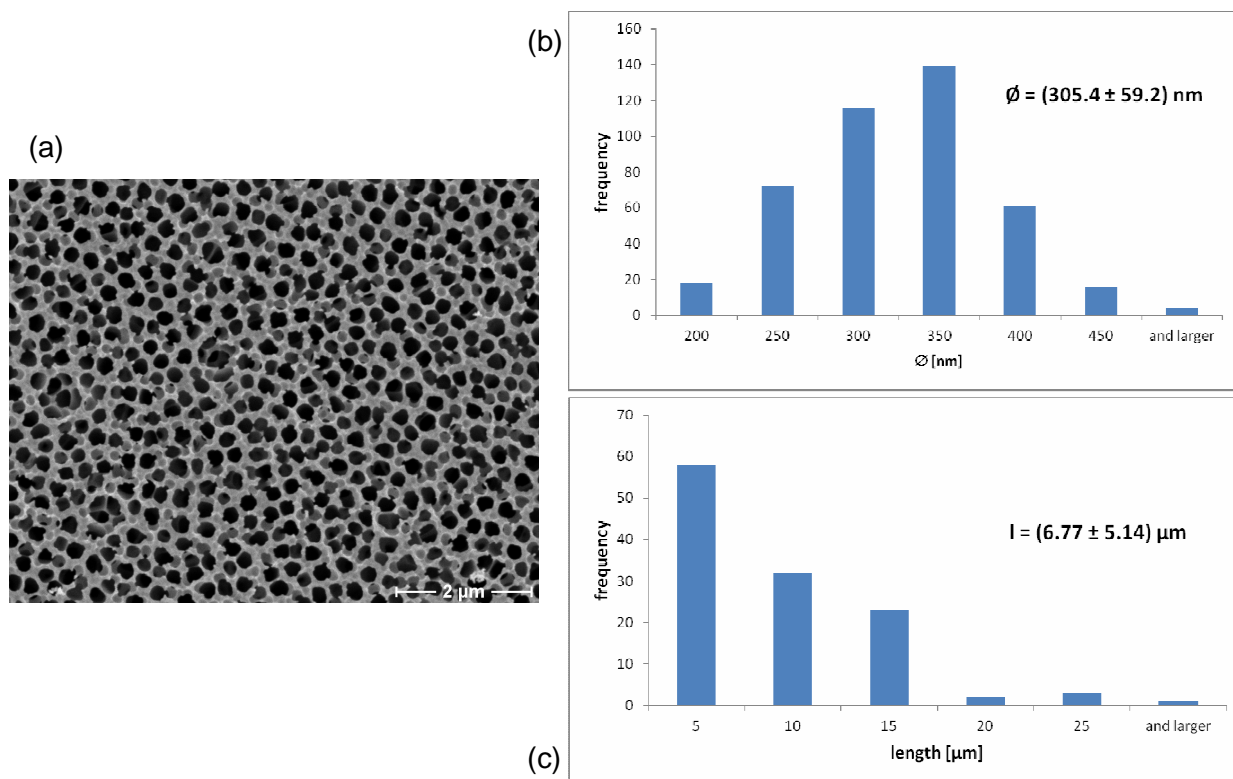 (a)
2 µm
(b)
160
140
120
100
80
60
40
20
0
frequency
Ø = (305.4 ± 59.2) nm
200 250 300 350 400 450 and larger
∅ [nm]
(c)
70
60
50
40
30
20
10
0
frequency
l = (6.77 ± 5.14) µm
5 10 15 20 25 and larger
length [µm]